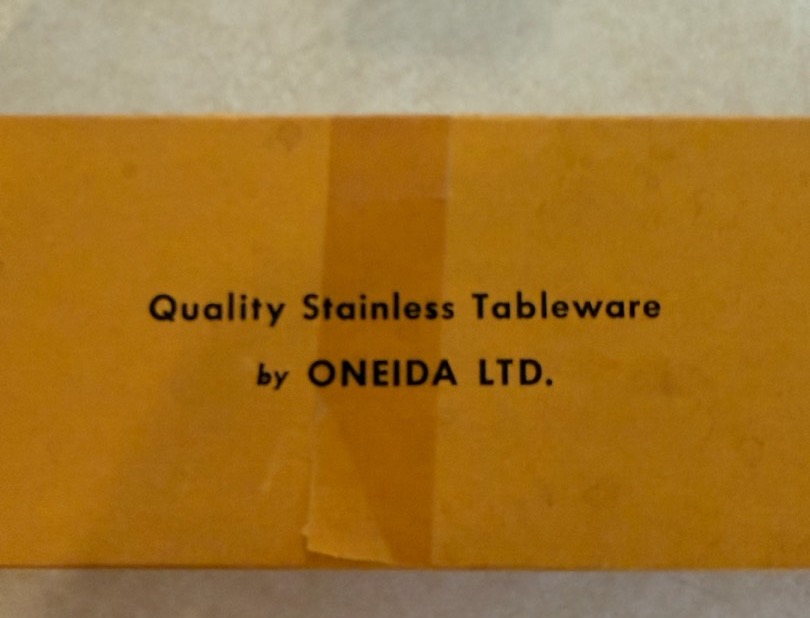 Quality Stainless Tableware
by ONEIDA LTD.